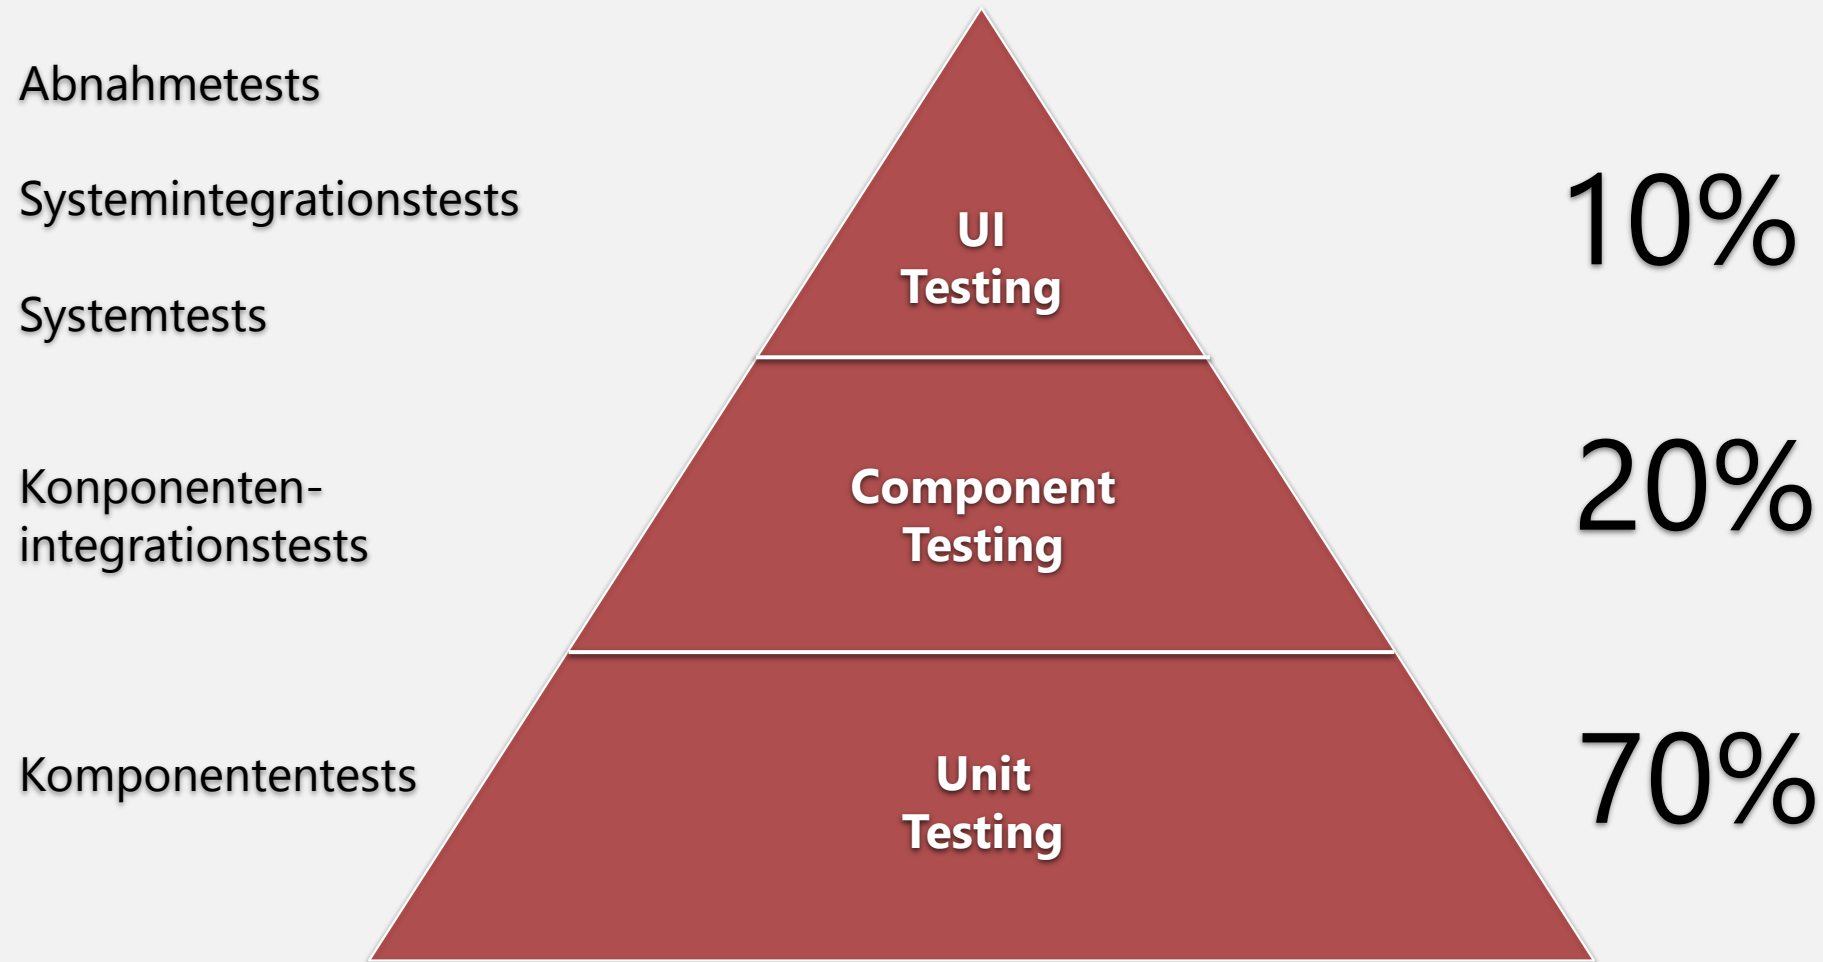 Abnahmetests
Systemintegrationstests
Systemtests
UI
Testing
10%
Konponenten-
integrationstests
Component
Testing
20%
Komponententests
Unit
Testing
70%